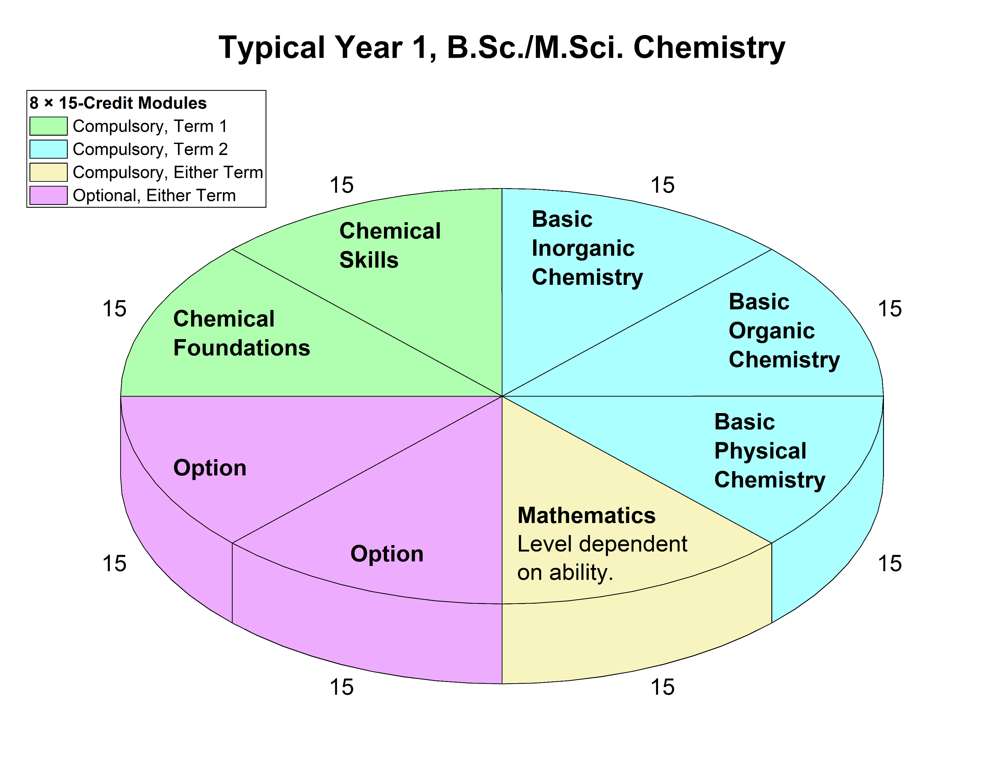 Typical Year 1, B.Sc./M.Sci. Chemistry
8 × 15-Credit Modules
Compulsory, Term 1
Compulsory, Term 2
Compulsory, Either Term
Optional, Either Term
15
15
Chemical
Skills
Basic
Inorganic
Chemistry
15
15
Chemical
Foundations
Basic
Organic
Chemistry
Option
Basic
Physical
Chemistry
Option
Mathematics
Level dependent
on ability.
15
15
15
15